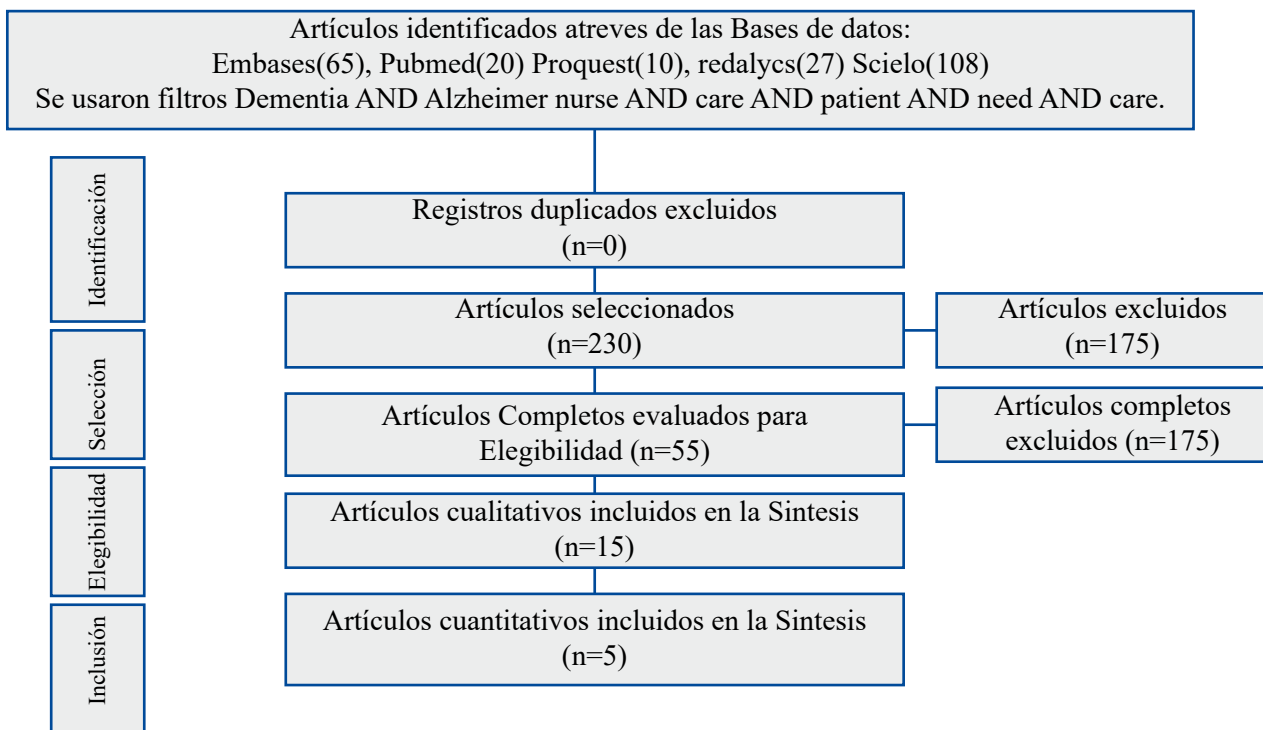 Artículos identificados atreves de las Bases de datos:
Embases(65), Pubmed(20) Proquest(10), redalycs(27) Scielo(108)
Se usaron filtros Dementia AND Alzheimer nurse AND care AND patient AND need AND care.
Identificación
Registros duplicados excluidos
(n=0)
Artículos seleccionados
(n=230)
Artículos excluidos
(n=175)
Selección
Artículos Completos evaluados para
Elegibilidad (n=55)
Artículos completos
excluidos (n=175)
Elegibilidad
Artículos cualitativos incluidos en la Sintesis
(n=15)
Inclusión
Artículos cuantitativos incluidos en la Sintesis
(n=5)